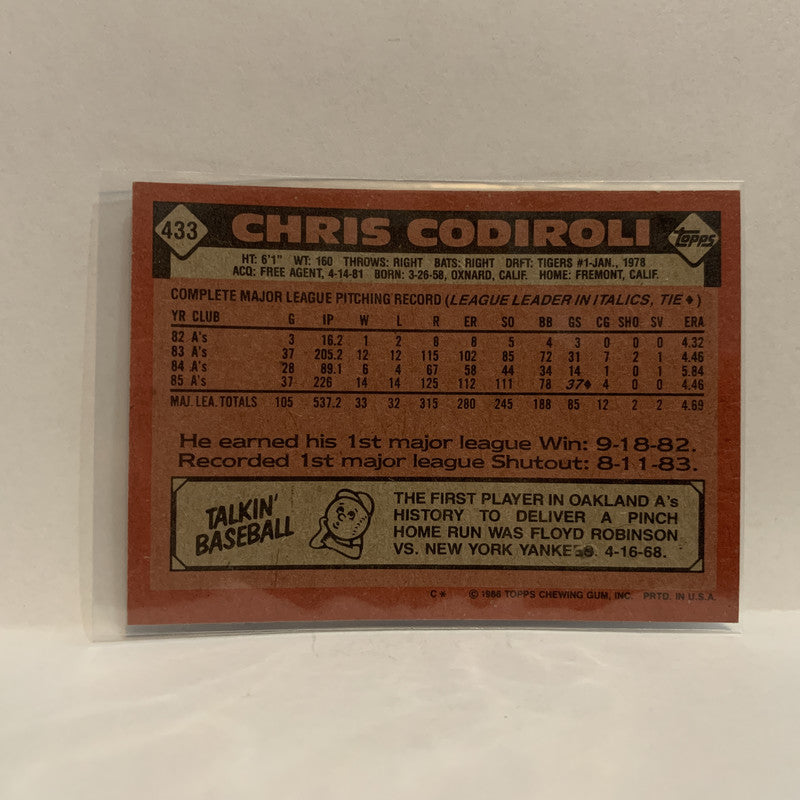 433 CHRIS CODIROLI topps
HT: 6'1" WT: 160 THROWS: RIGHT BATS: RIGHT DRFT: TIGERS #1-JAN., 1978
ACQ: FREE AGENT, 4-14-81 BORN: 3-26-58, OXNARD, CALIF. HOME: FREMONT, CALIF.
COMPLETE MAJOR LEAGUE PITCHING RECORD (LEAGUE LEADER IN ITALICS, TIE ♦)
YR CLUB G IP W L R ER SO BB GS CG SHO SV ERA
82 A's 3 16.2 1 2 8 8 5 4 3 0 0 0 4.32
83 A's 37 205.2 12 12 115 102 85 72 31 7 2 1 4.46
84 A's 28 89.1 6 4 67 58 44 34 14 1 0 1 5.84
85 A's 37 226 14 14 125 112 111 78 37♦ 4 0 0 4.46
MAJ. LEA. TOTALS 105 537.2 33 32 315 280 245 188 85 12 2 2 4.69
He earned his 1st major league Win: 9-18-82.
Recorded 1st major league Shutout: 8-11-83.
TALKIN'
BASEBALL
THE FIRST PLAYER IN OAKLAND A's
HISTORY TO DELIVER A PINCH
HOME RUN WAS FLOYD ROBINSON
VS. NEW YORK YANKEES. 4-16-68.
C* © 1986 TOPPS CHEWING GUM, INC. PRTD. IN U.S.A.